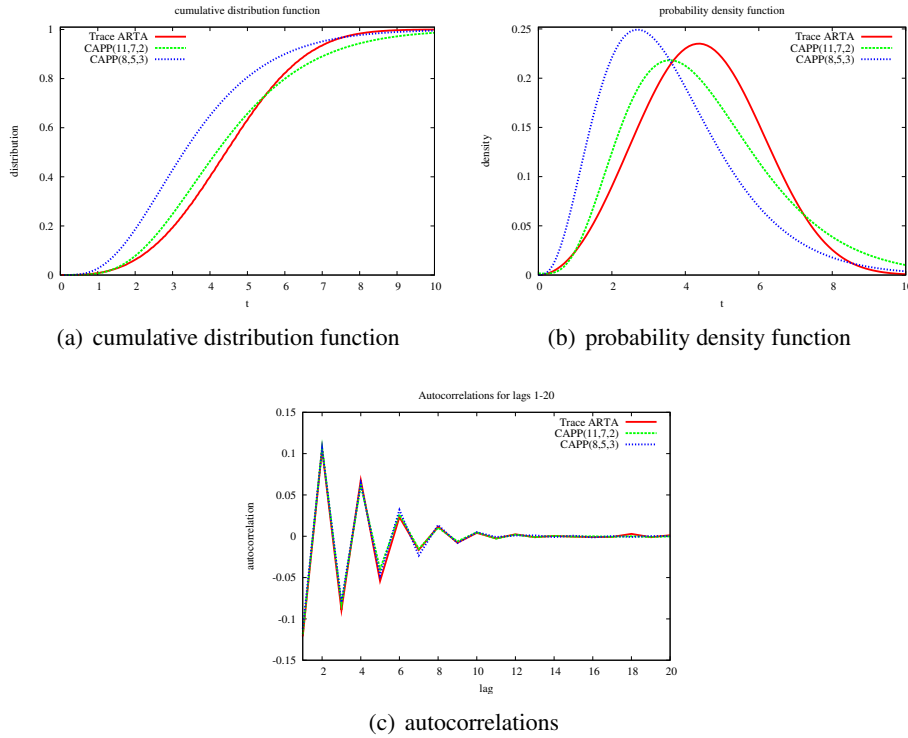 cumulative distribution function
1
0.8
0.6
0.4
0.2
0
distribution
Trace ARTA
CAPP(11,7,2)
CAPP(8,5,3)
0 1 2 3 4 5 6 7 8 9 10
t
(a) cumulative distribution function
probability density function
0.25
0.2
0.15
0.1
0.05
0
density
Trace ARTA
CAPP(11,7,2)
CAPP(8,5,3)
0 2 4 6 8 10
t
(b) probability density function
Autocorrelations for lags 1-20
0.15
0.1
0.05
0
-0.05
-0.1
-0.15
autocorrelation
Trace ARTA
CAPP(11,7,2)
CAPP(8,5,3)
2 4 6 8 10 12 14 16 18 20
lag
(c) autocorrelations